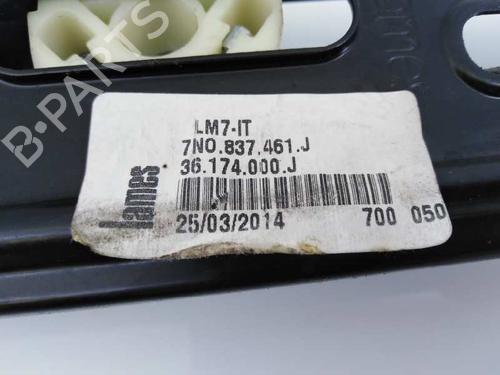 LM7-IT
7N0.837.461.J
36.174.000.J
lames
25/03/2014 700 050
B-PARTS